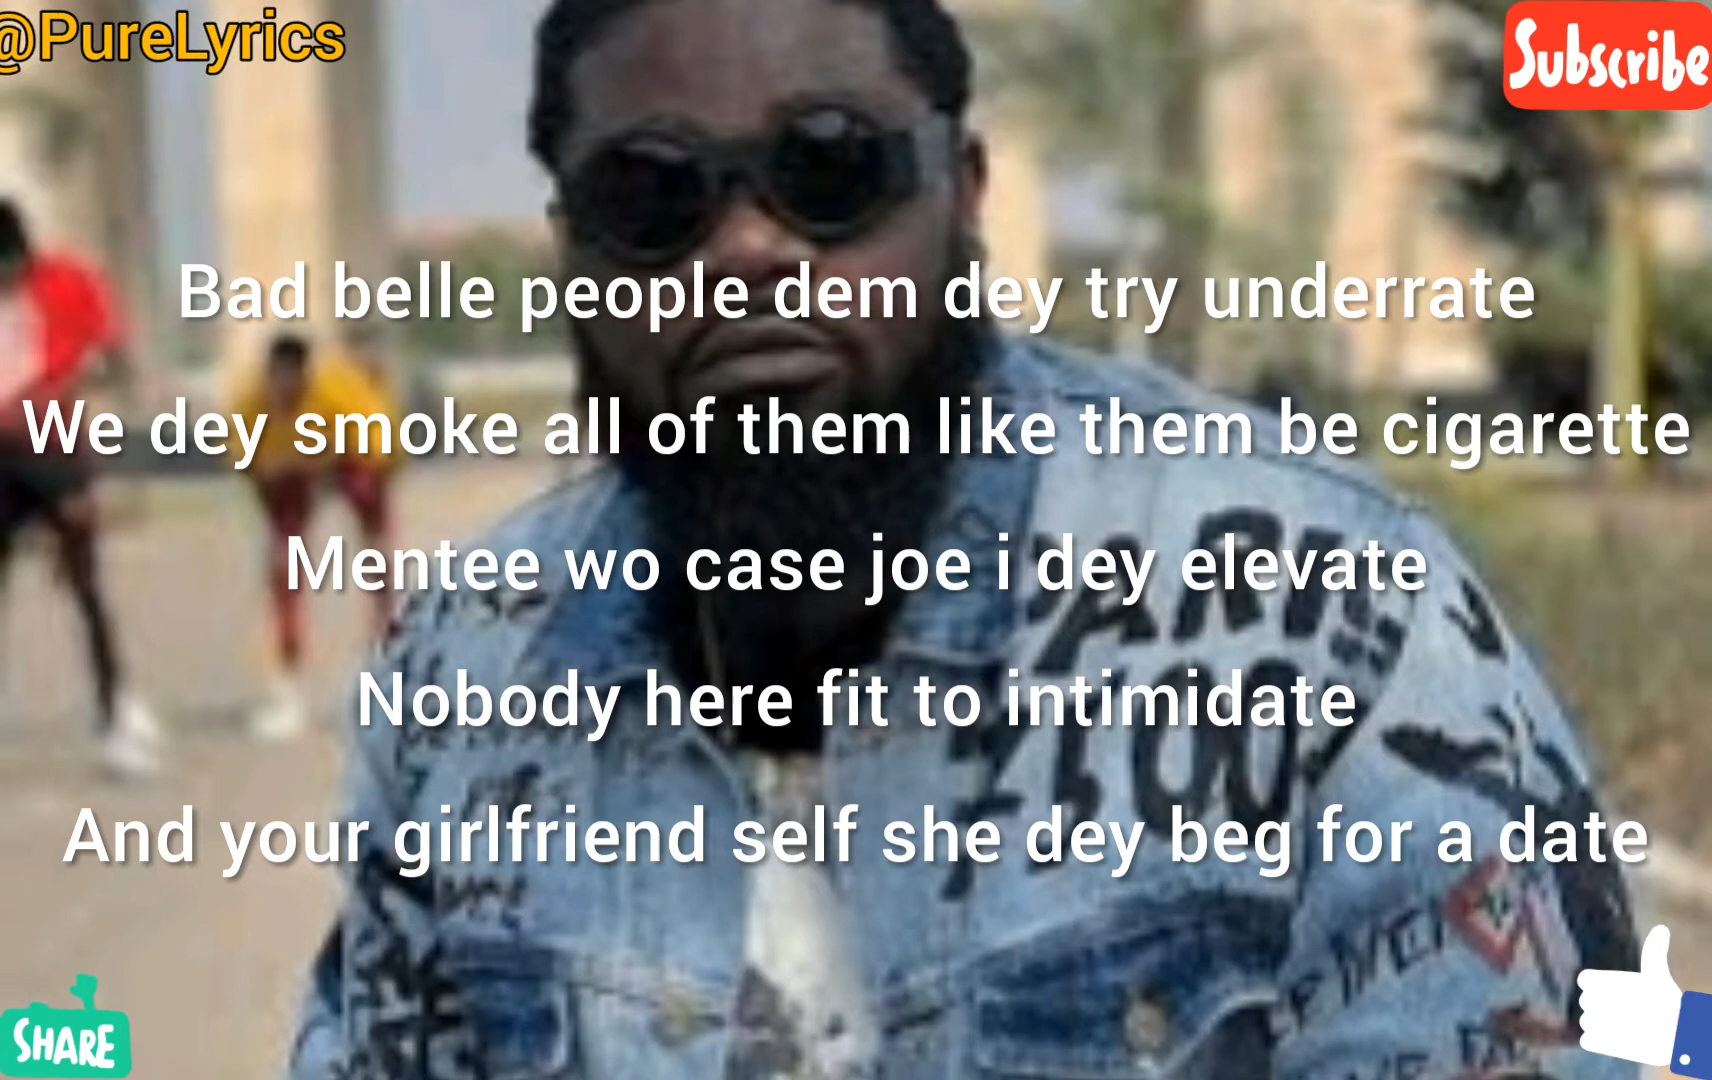 @PureLyrics
Subscribe
Bad belle people dem dey try underrate
We dey smoke all of them like them be cigarette
Mentee wo case joe i dey elevate
Nobody here fit to intimidate
And your girlfriend self she dey beg for a date
SHARE